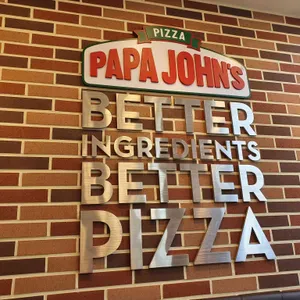 PIZZA
PAPA JOHN'S
BETTER
INGREDIENTS
BETTER
PIZZA